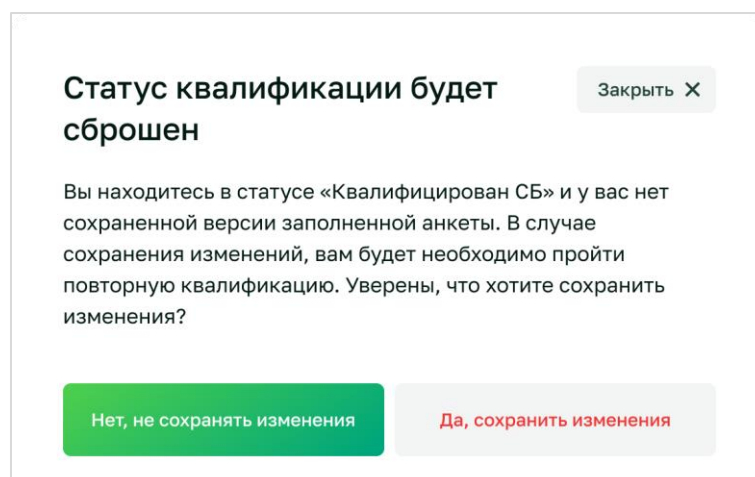 Статус квалификации будет
сброшен
Закрыть
Вы находитесь в статусе «Квалифицирован СБ» и у вас нет
сохраненной версии заполненной анкеты. В случае
сохранения изменений, вам будет необходимо пройти
повторную квалификацию. Уверены, что хотите сохранить
изменения?
Нет, не сохранять изменения
Да, сохранить изменения